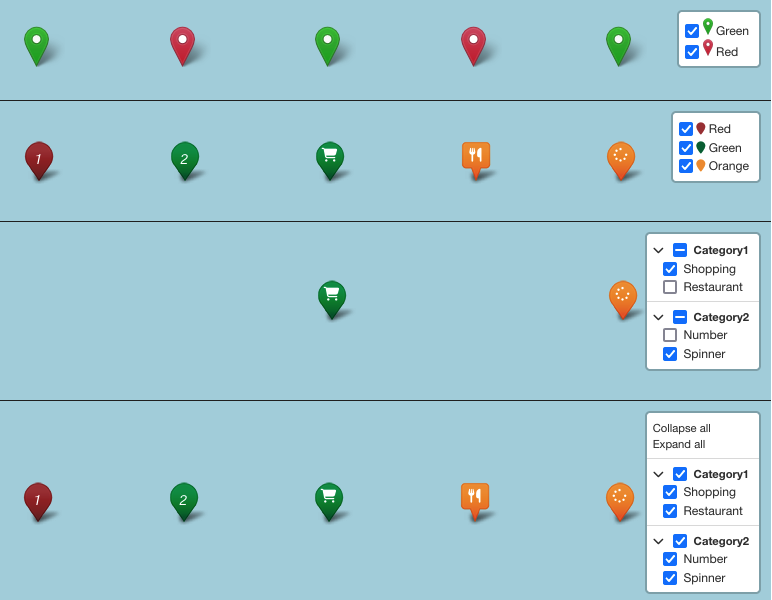 Green
Red
1
2
Red
Green
Orange
Category1
Shopping
Restaurant
Category2
Number
Spinner
Collapse all
Expand all
1
2
Category1
Shopping
Restaurant
Category2
Number
Spinner